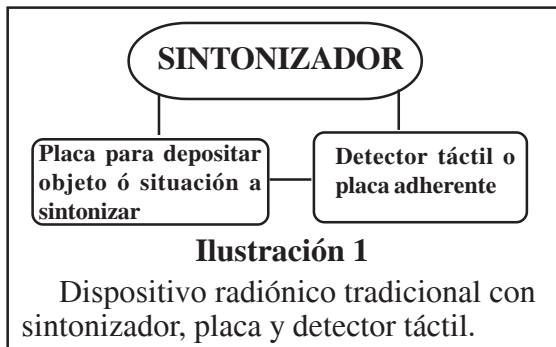 SINTONIZADOR
Placa para depositar
objeto ó situación a
sintonizar
Detector táctil o
placa adherente
Ilustración 1
Dispositivo radiónico tradicional con
sintonizador, placa y detector táctil.